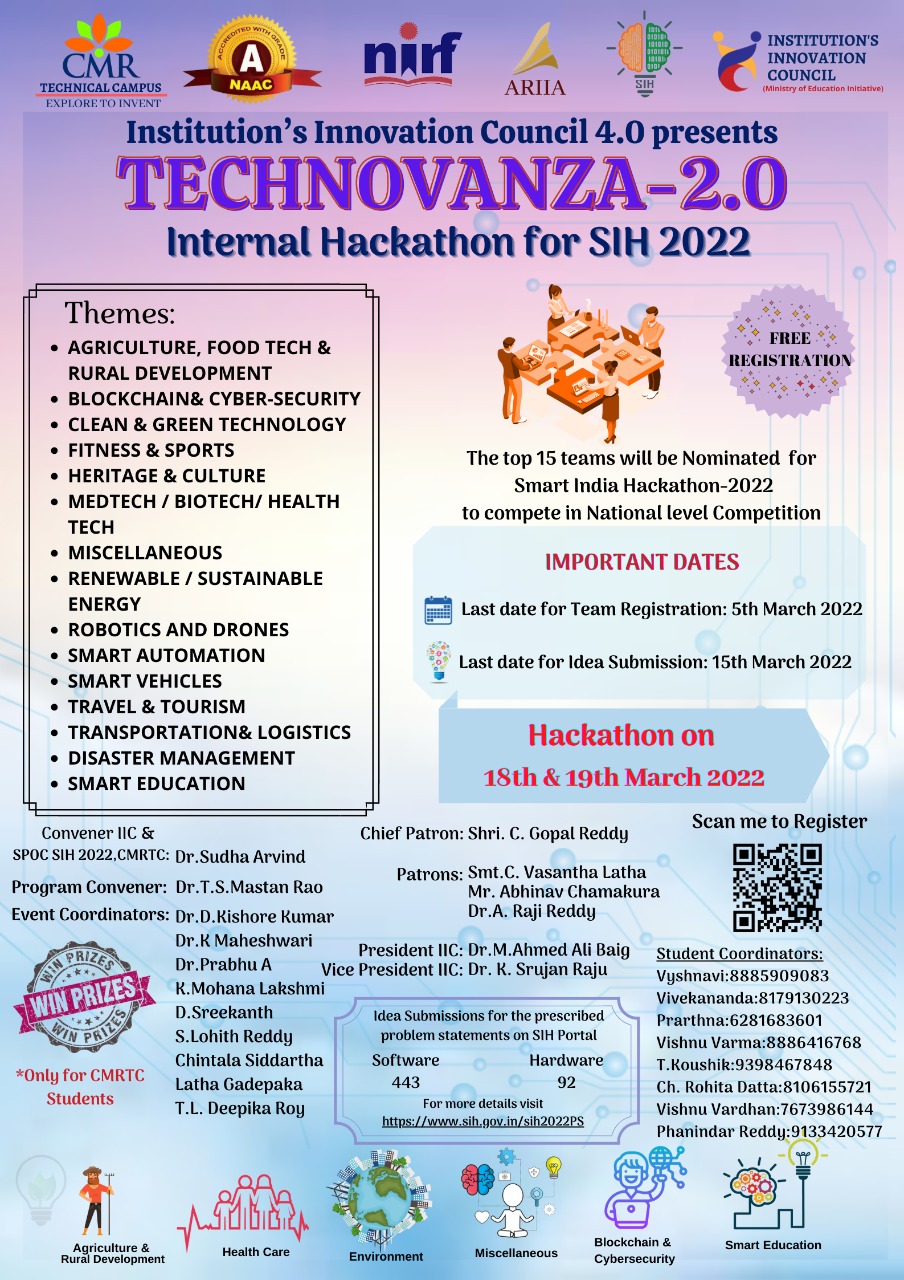 CMR
TECHNICAL CAMPUS
EXPLORE TO INVENT
ACCREDITED WITH GRADE
A
NAAC
nirf
ARIIA
SIH
INSTITUTION'S
INNOVATION
COUNCIL
(Ministry of Education Initiative)
Institution's Innovation Council 4.0 presents
TECHNOVANZA-2.0
Internal Hackathon for SIH 2022
Themes:
• AGRICULTURE, FOOD TECH &
RURAL DEVELOPMENT
• BLOCKCHAIN& CYBER-SECURITY
• CLEAN & GREEN TECHNOLOGY
• FITNESS & SPORTS
• HERITAGE & CULTURE
• MEDTECH / BIOTECH/ HEALTH
TECH
• MISCELLANEOUS
• RENEWABLE / SUSTAINABLE
ENERGY
• ROBOTICS AND DRONES
• SMART AUTOMATION
• SMART VEHICLES
• TRAVEL & TOURISM
• TRANSPORTATION& LOGISTICS
• DISASTER MANAGEMENT
• SMART EDUCATION
FREE
REGISTRATION
The top 15 teams will be Nominated for
Smart India Hackathon-2022
to compete in National level Competition
IMPORTANT DATES
Last date for Team Registration: 5th March 2022
Last date for Idea Submission: 15th March 2022
Hackathon on
18th & 19th March 2022
Convener IIC &
SPOC SIH 2022,CMRTC: Dr.Sudha Arvind
Program Convener: Dr.T.S.Mastan Rao
Event Coordinators: Dr.D.Kishore Kumar
Dr.K Maheshwari
Dr.Prabhu A
K.Mohana Lakshmi
D.Sreekanth
S.Lohith Reddy
Chintala Siddartha
Latha Gadepaka
T.L. Deepika Roy
WIN PRIZES
WIN PRIZES
WIN PRIZES
*Only for CMRTC
Students
Chief Patron: Shri. C. Gopal Reddy
Patrons: Smt.C. Vasantha Latha
Mr. Abhinav Chamakura
Dr.A. Raji Reddy
President IIC: Dr.M.Ahmed Ali Baig
Vice President IIC: Dr. K. Srujan Raju
Idea Submissions for the prescribed
problem statements on SIH Portal
Software Hardware
443 92
For more details visit
https://www.sih.gov.in/sih2022PS
Scan me to Register
Student Coordinators:
Vyshnavi:8885909083
Vivekananda:8179130223
Prarthna:6281683601
Vishnu Varma:8886416768
T.Koushik:9398467848
Ch. Rohita Datta:8106155721
Vishnu Vardhan:7673986144
Phanindar Reddy:9133420577
Agriculture &
Rural Development
Health Care
Environment
Miscellaneous
Blockchain &
Cybersecurity
Smart Education